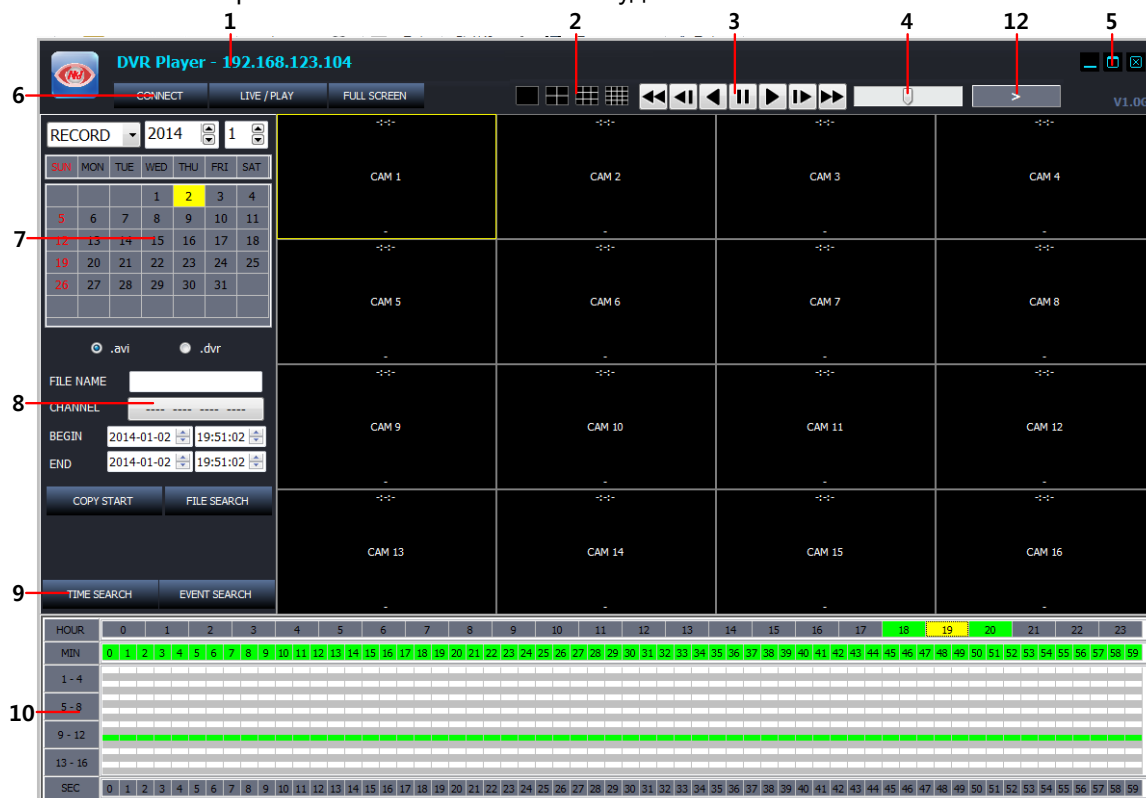 1 2 3 4 12 5
DVR Player - 192.168.123.104
6 CONNECT LIVE / PLAY FULL SCREEN >
RECORD 2014 1
SUN MON TUE WED THU FRI SAT
1 2 3 4
5 6 7 8 9 10 11
7 12 13 14 15 16 17 18
19 20 21 22 23 24 25
26 27 28 29 30 31
.avi .dvr
FILE NAME
8 CHANNEL ---- ---- ---- ----
BEGIN 2014-01-02 19:51:02
END 2014-01-02 19:51:02
COPY START FILE SEARCH
9 TIME SEARCH EVENT SEARCH
-:-:- -:-:- -:-:- -:-:-
CAM 1 CAM 2 CAM 3 CAM 4
- - - -
-:-:- -:-:- -:-:- -:-:-
CAM 5 CAM 6 CAM 7 CAM 8
- - - -
-:-:- -:-:- -:-:- -:-:-
CAM 9 CAM 10 CAM 11 CAM 12
- - - -
-:-:- -:-:- -:-:- -:-:-
CAM 13 CAM 14 CAM 15 CAM 16
- - - -
HOUR 0 1 2 3 4 5 6 7 8 9 10 11 12 13 14 15 16 17 18 19 20 21 22 23
MIN 0 1 2 3 4 5 6 7 8 9 10 11 12 13 14 15 16 17 18 19 20 21 22 23 24 25 26 27 28 29 30 31 32 33 34 35 36 37 38 39 40 41 42 43 44 45 46 47 48 49 50 51 52 53 54 55 56 57 58 59
1 - 4
10 5 - 8
9 - 12
13 - 16
SEC 0 1 2 3 4 5 6 7 8 9 10 11 12 13 14 15 16 17 18 19 20 21 22 23 24 25 26 27 28 29 30 31 32 33 34 35 36 37 38 39 40 41 42 43 44 45 46 47 48 49 50 51 52 53 54 55 56 57 58 59